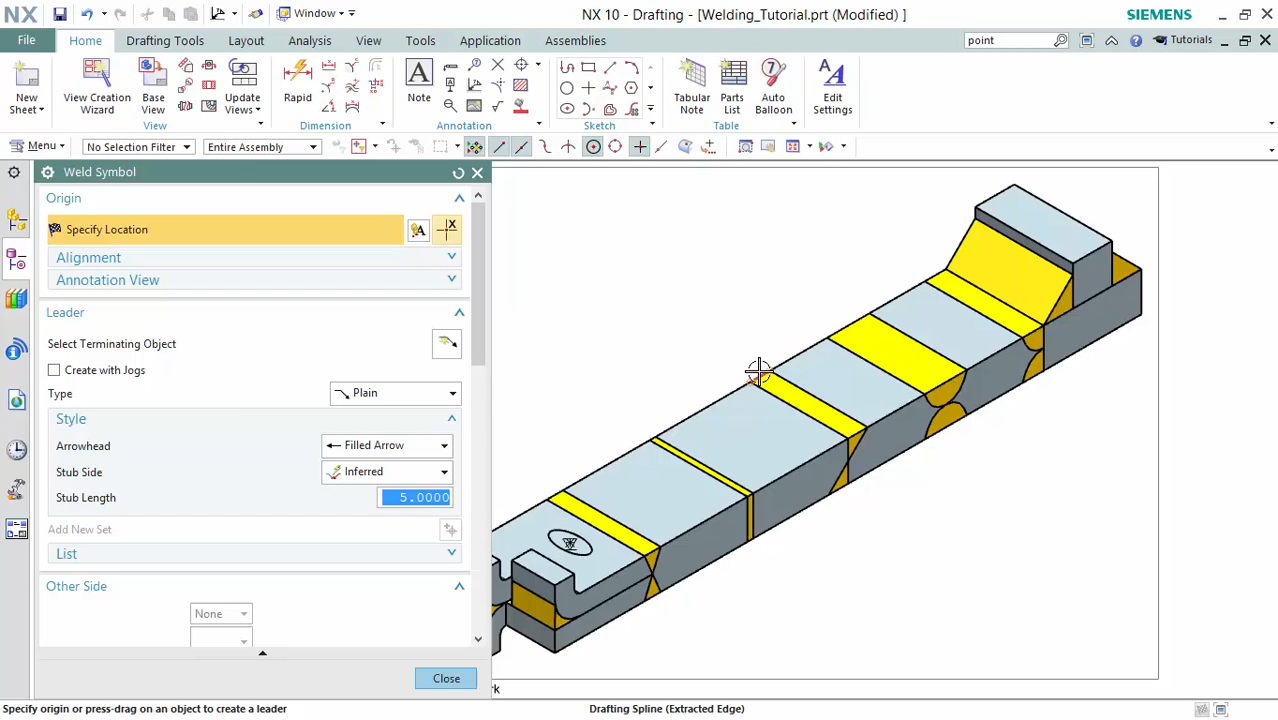 NX
Window
NX 10 - Drafting - [Welding_Tutorial.prt (Modified) ]
SIEMENS
File
Home
Drafting Tools
Layout
Analysis
View
Tools
Application
Assemblies
point
Tutorials
New Sheet
View Creation Wizard
Base View
Update Views
View
Rapid
Dimension
Note
A
Annotation
Sketch
Tabular Note
Parts List
Auto Balloon
Table
Edit Settings
Menu
No Selection Filter
Entire Assembly
Weld Symbol
Origin
Specify Location
Alignment
Annotation View
Leader
Select Terminating Object
Create with Jogs
Type
Plain
Style
Arrowhead
Filled Arrow
Stub Side
Inferred
Stub Length
5.0000
Add New Set
List
Other Side
None
Close
rk
Specify origin or press-drag on an object to create a leader
Drafting Spline (Extracted Edge)